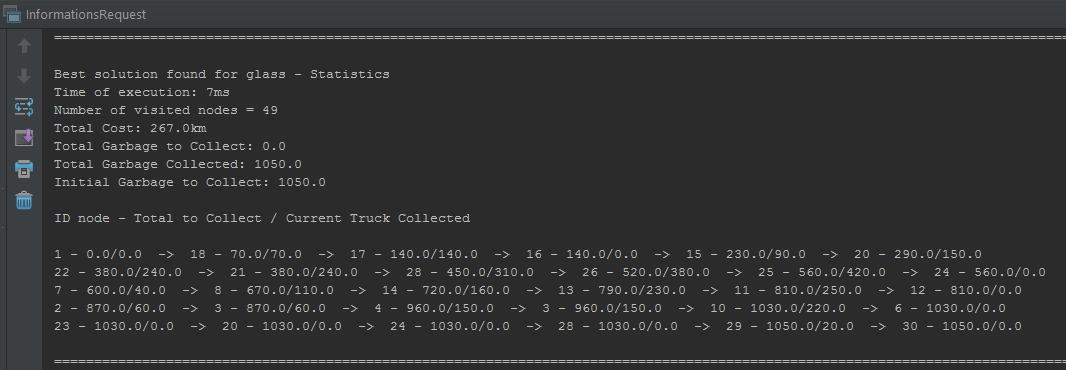 InformationsRequest
========================================================================================================================
Best solution found for glass - Statistics
Time of execution: 7ms
Number of visited nodes = 49
Total Cost: 267.0km
Total Garbage to Collect: 0.0
Total Garbage Collected: 1050.0
Initial Garbage to Collect: 1050.0
ID node - Total to Collect / Current Truck Collected
1 - 0.0/0.0  ->  18 - 70.0/70.0  ->  17 - 140.0/140.0  ->  16 - 140.0/0.0  ->  15 - 230.0/90.0  ->  20 - 290.0/150.0
22 - 380.0/240.0  ->  21 - 380.0/240.0  ->  28 - 450.0/310.0  ->  26 - 520.0/380.0  ->  25 - 560.0/420.0  ->  24 - 560.0/0.0
7 - 600.0/40.0  ->  8 - 670.0/110.0  ->  14 - 720.0/160.0  ->  13 - 790.0/230.0  ->  11 - 810.0/250.0  ->  12 - 810.0/0.0
2 - 870.0/60.0  ->  3 - 870.0/60.0  ->  4 - 960.0/150.0  ->  3 - 960.0/150.0  ->  10 - 1030.0/220.0  ->  6 - 1030.0/0.0
23 - 1030.0/0.0  ->  20 - 1030.0/0.0  ->  24 - 1030.0/0.0  ->  28 - 1030.0/0.0  ->  29 - 1050.0/20.0  ->  30 - 1050.0/0.0
========================================================================================================================